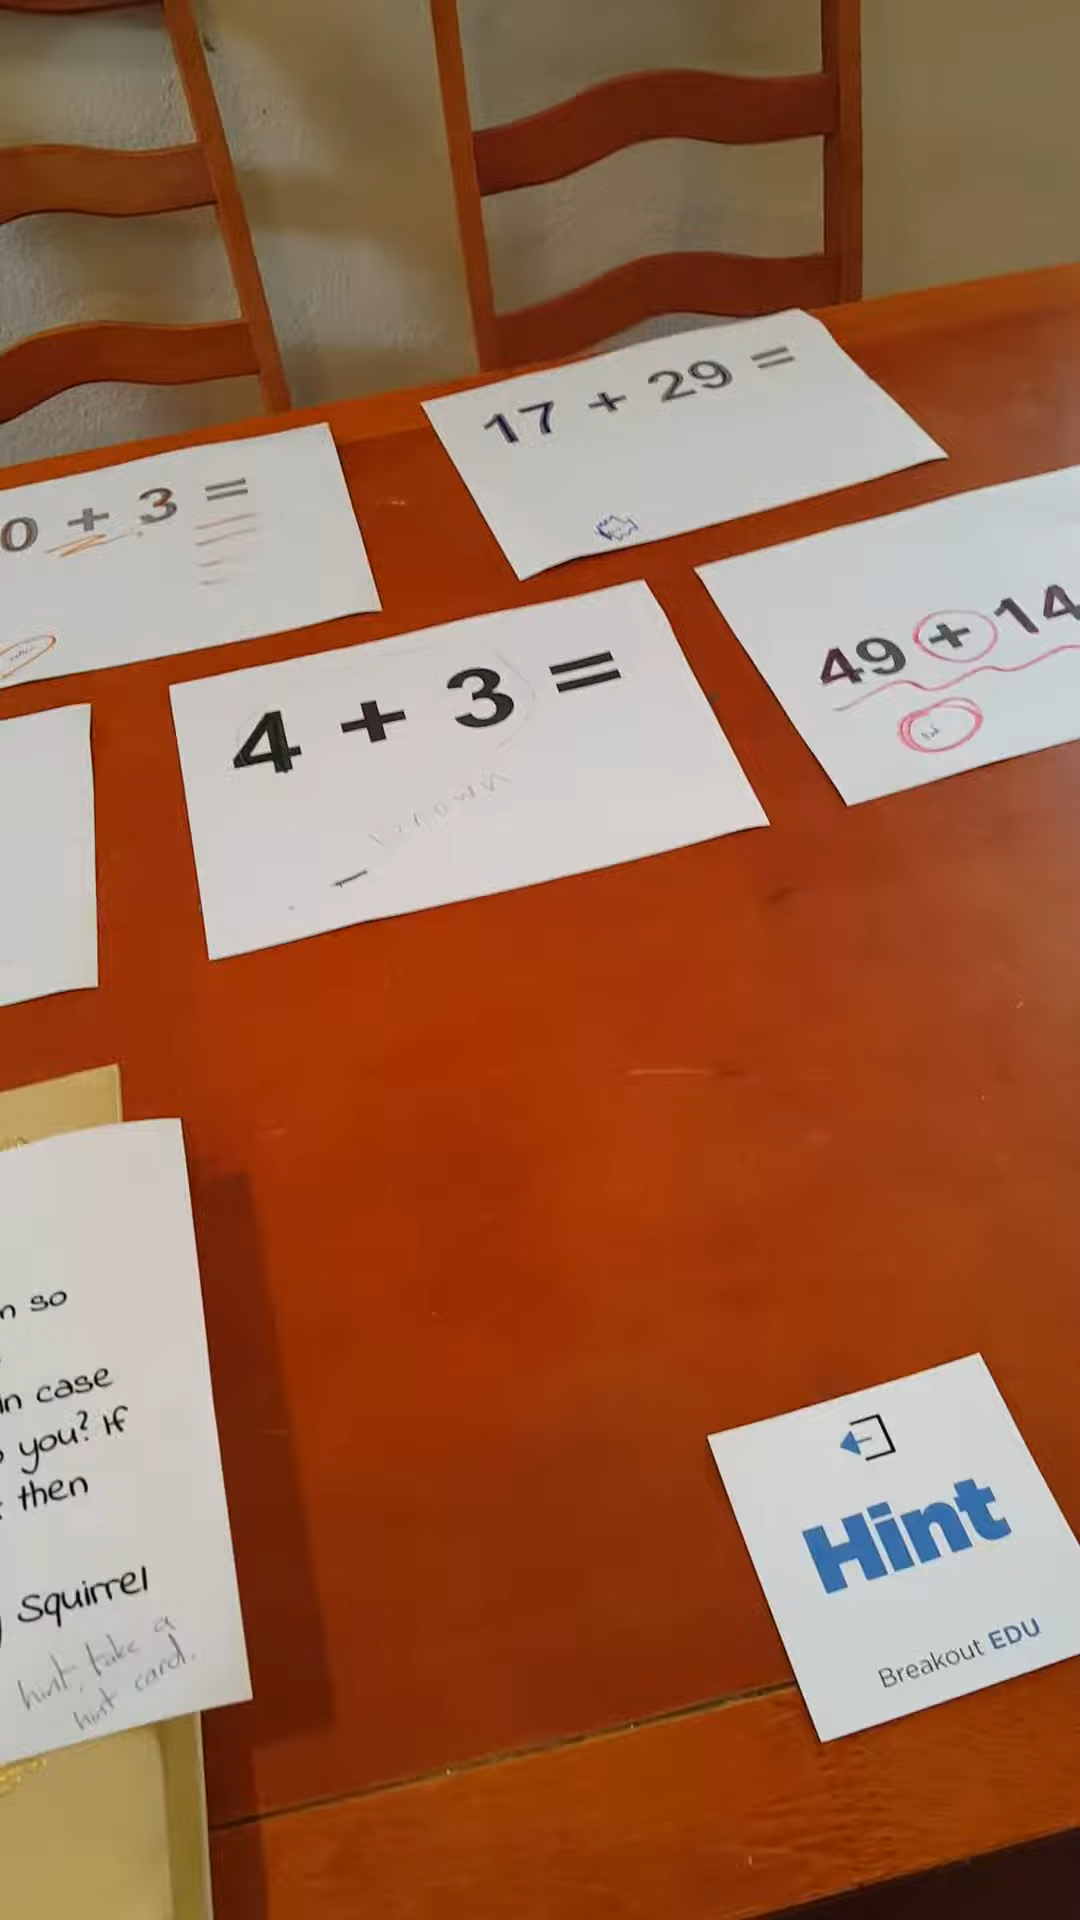 17 + 29 =
0 + 3 =
49 + 14
4 + 3 =
n so
In case
you? If
then
Squirrel
hint, take a
hint card.
Hint
Breakout EDU